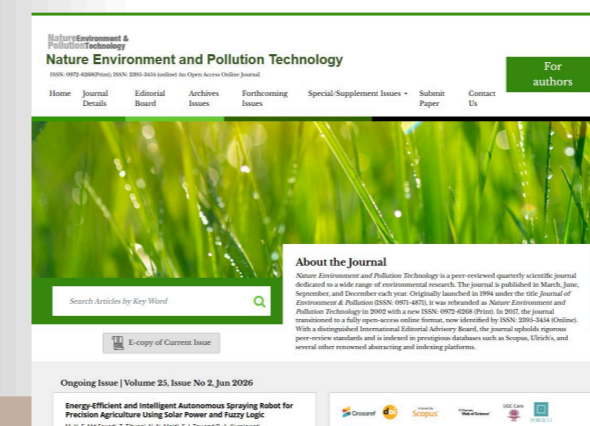 NatureEnvironment &
PollutionTechnology
Nature Environment and Pollution Technology
ISSN: 0972-6268(Print); ISSN: 2395-3454 (online) An Open Access Online Journal
For
authors
Home Journal Details Editorial Board Archives Issues Forthcoming Issues Special/Supplement Issues Submit Paper Contact Us
About the Journal
Nature Environment and Pollution Technology is a peer-reviewed quarterly scientific journal
dedicated to a wide range of environmental research. The journal is published in March, June,
September, and December each year. Originally launched in 1994 under the title Journal of
Environment & Pollution (ISSN: 0971-4871), it was rebranded as Nature Environment and
Pollution Technology in 2002 with a new ISSN: 0972-6268 (Print). In 2017, the journal
transitioned to a fully open-access online format, now identified by ISSN: 2395-3454 (Online).
With a distinguished International Editorial Advisory Board, the journal upholds rigorous
peer-review standards and is indexed in prestigious databases such as Scopus, Ulrich's, and
several other renowned abstracting and indexing platforms.
Search Articles by Key Word
E-copy of Current Issue
Ongoing Issue | Volume 25, Issue No 2, Jun 2026
Energy-Efficient and Intelligent Autonomous Spraying Robot for
Precision Agriculture Using Solar Power and Fuzzy Logic
Crossref doi Scopus Web of Science UGC Care